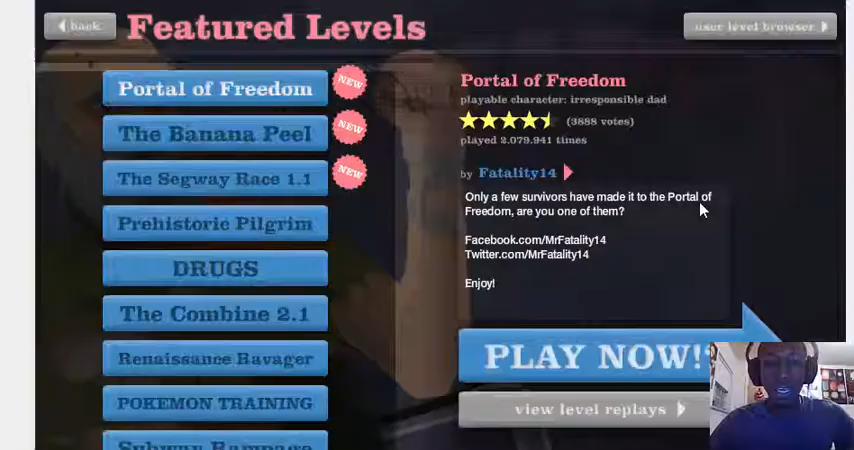 back
Featured Levels
user level browser
Portal of Freedom
NEW
The Banana Peel
NEW
The Segway Race 1.1
NEW
Prehistoric Pilgrim
DRUGS
The Combine 2.1
Renaissance Ravager
POKEMON TRAINING
Subway Rampage
Portal of Freedom
playable character: irresponsible dad
(3888 votes)
played 2.079.941 times
by Fatality14
Only a few survivors have made it to the Portal of
Freedom, are you one of them?
Facebook.com/MrFatality14
Twitter.com/MrFatality14
Enjoy!
PLAY NOW!
view level replays